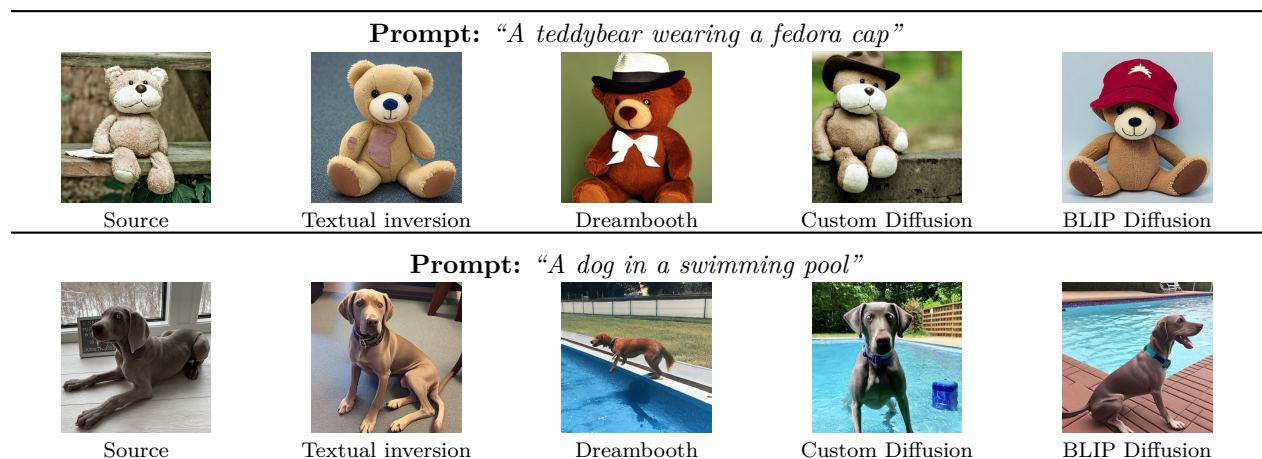 Prompt: “A teddybear wearing a fedora cap”
Source Textual inversion Dreambooth Custom Diffusion BLIP Diffusion
Prompt: “A dog in a swimming pool”
Source Textual inversion Dreambooth Custom Diffusion BLIP Diffusion